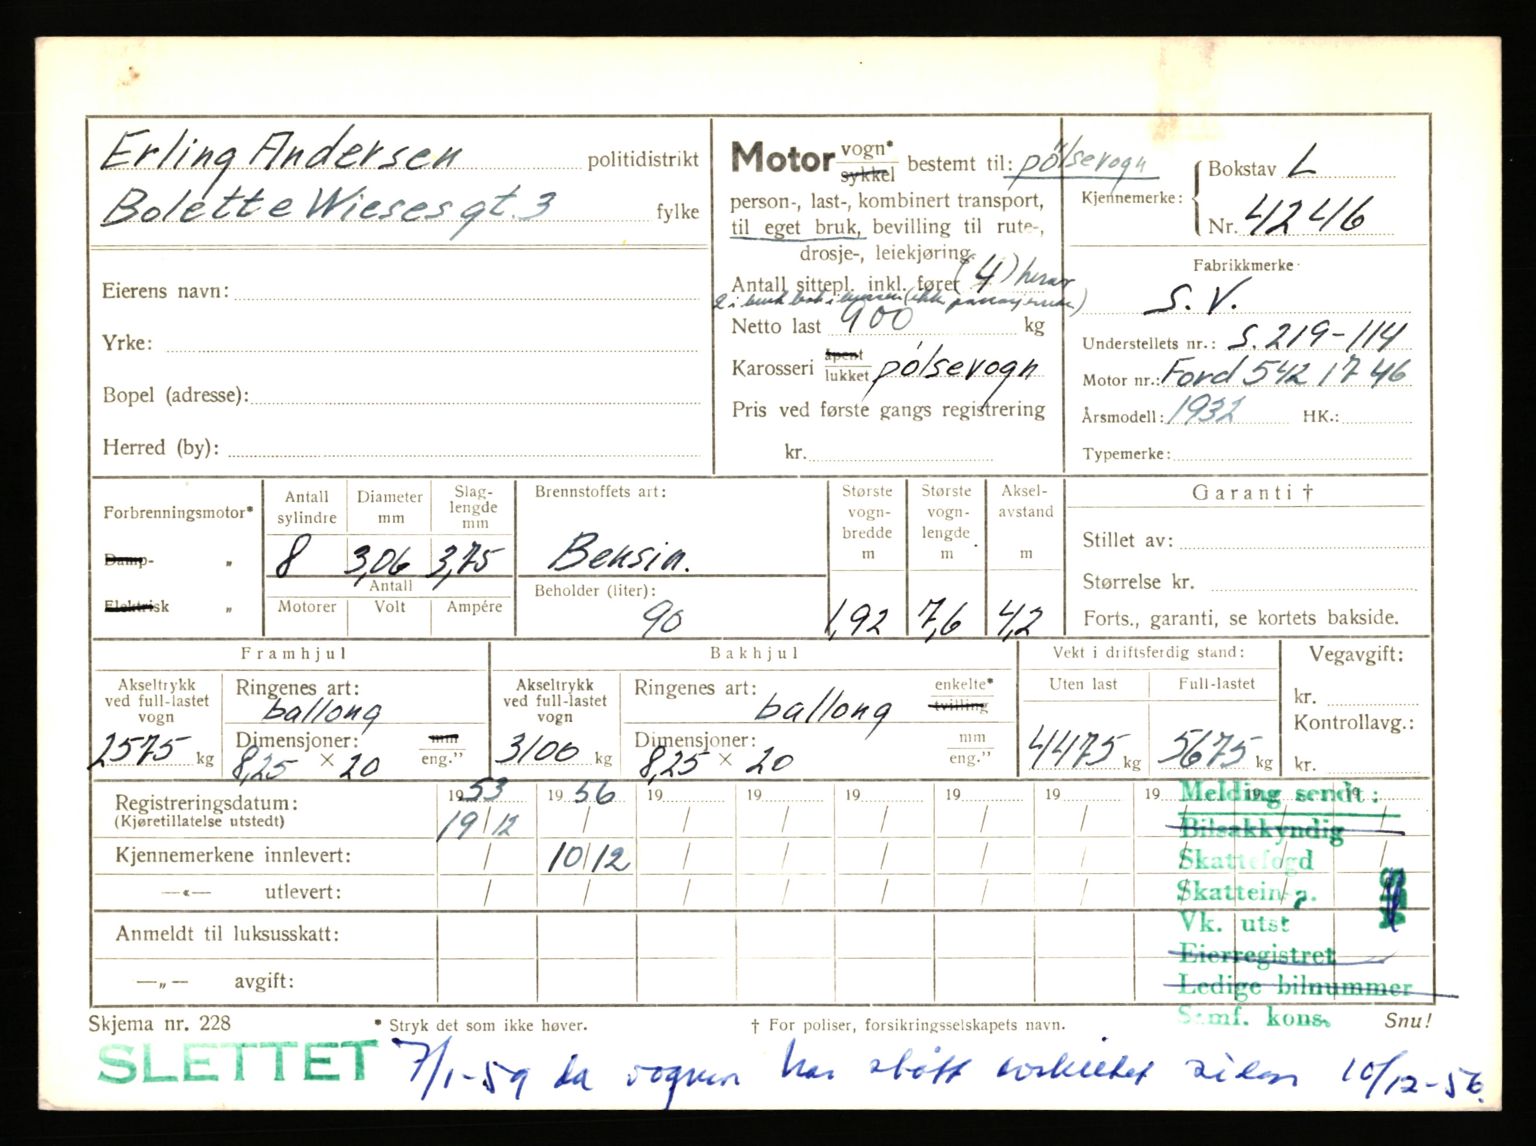 Erling Andersen politidistrikt
Bolette Wieses gt. 3 fylke
Eierens navn:
Yrke:
Bopel (adresse):
Herred (by):
Motor vogn* sykkel bestemt til: pölsevogn
person-, last-, kombinert transport,
til eget bruk, bevilling til rute-,
drosje-, leiekjøring.
Antall sittepl. inkl. fører (4) herav
2 i
Netto last 900 kg
Karosseri åpent lukket pölsevogn
Pris ved første gangs registrering
kr.
Kjennemerke: Bokstav L
Nr. 4246
Fabrikkmerke
S. V.
Understellets nr.: S. 219-114
Motor nr.: Ford 5421746
Årsmodell: 1932 HK.:
Typemerke:
Forbrenningsmotor*
Damp- „
Elektrisk „
Antall sylindre
Diameter mm
Slag-lengde mm
8 3,06 3,75
Antall
Motorer Volt Ampére
Brennstoffets art:
Bensin.
Beholder (liter):
90
Største vogn-bredde m
1,92
Største vogn-lengde m
7,6
Aksel-avstand m
4,2
Garanti †
Stillet av:
Størrelse kr.
Forts., garanti, se kortets bakside.
Framhjul
Akseltrykk ved full-lastet vogn
2575 kg
Ringenes art:
ballong
Dimensjoner: mm
8,25 × 20 eng."
Bakhjul
Akseltrykk ved full-lastet vogn
3100 kg
Ringenes art: enkelte* tvilling
ballong
Dimensjoner: mm
8,25 × 20 eng."
Vekt i driftsferdig stand:
Uten last Full-lastet
4475 kg 5675 kg
Vegavgift:
kr.
Kontrollavg.:
kr.
1953 1956 19 19 19 19 19 19 19 19
Registreringsdatum:
(Kjøretillatelse utstedt) 19/12
Kjennemerkene innlevert: 10/12
—«— utlevert:
Anmeldt til luksusskatt:
—„— avgift:
Melding sendt:
Bilsakkyndig
Skattefogd
Skattein
Vk. utst
Eierregistret
Ledige bilnummer
Samf. kons.
Skjema nr. 228 * Stryk det som ikke høver. † For poliser, forsikringsselskapets navn. Snu!
SLETTET 7/1-59 da vognen har stått avskiltet siden 10/12-56.